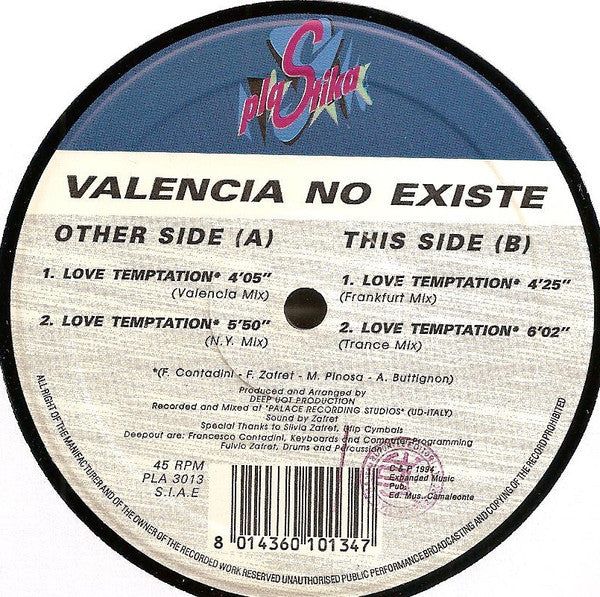 plaStika
VALENCIA NO EXISTE
OTHER SIDE (A)
1. LOVE TEMPTATION* 4'05"
(Valencia Mix)
2. LOVE TEMPTATION* 5'50"
(N.Y. Mix)
THIS SIDE (B)
1. LOVE TEMPTATION* 4'25"
(Frankfurt Mix)
2. LOVE TEMPTATION* 6'02"
(Trance Mix)
*(F. Contadini - F. Zafret - M. Pinosa - A. Buttignon)
Produced and Arranged by
DEEP UOT PRODUCTION
Recorded and Mixed at "PALACE RECORDING STUDIOS" (UD-ITALY)
Sound by Zafret
Special Thanks to Silvia Zafret, Cymbals
Deepout are: Francesco Contadini, Keyboards and Computer Programming
Fulvio Zafret, Drums and Percussion
45 RPM
PLA 3013
S.I.A.E
C & P 1994
Expanded Music
Pub.
Ed. Mus. Camaleonte
8 014360 101347
ALL RIGHT OF THE MANUFACTURER AND OF THE OWNER OF THE RECORDED WORK RESERVED UNAUTHORISED PUBLIC PERFORMANCE BROADCASTING AND COPYING OF THE RECORD PROHIBITED